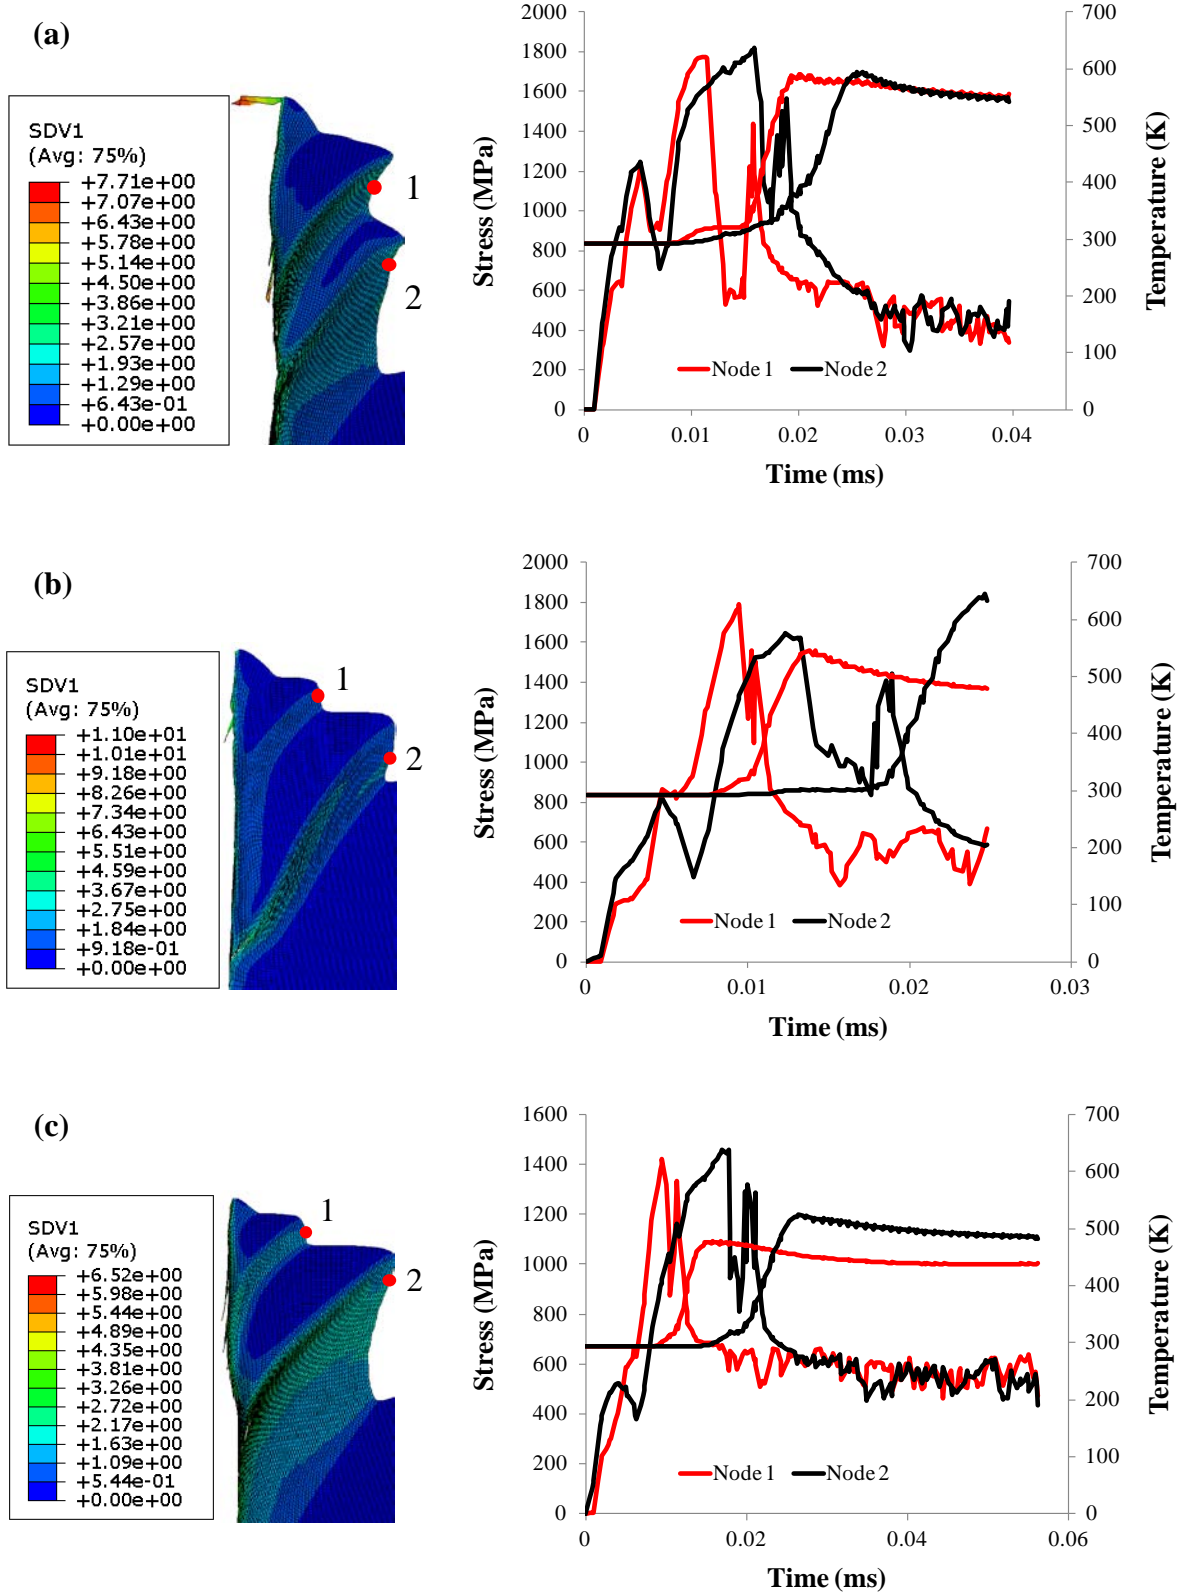 (a)
SDV1
(Avg: 75%)
+7.71e+00
+7.07e+00
+6.43e+00
+5.78e+00
+5.14e+00
+4.50e+00
+3.86e+00
+3.21e+00
+2.57e+00
+1.93e+00
+1.29e+00
+6.43e-01
+0.00e+00
1
2
Stress (MPa)
2000
1800
1600
1400
1200
1000
800
600
400
200
0
0 0.01 0.02 0.03 0.04
Time (ms)
Node 1 Node 2
700
600
500
400
300
200
100
0
Temperature (K)
(b)
SDV1
(Avg: 75%)
+1.10e+01
+1.01e+01
+9.18e+00
+8.26e+00
+7.34e+00
+6.43e+00
+5.51e+00
+4.59e+00
+3.67e+00
+2.75e+00
+1.84e+00
+9.18e-01
+0.00e+00
1
2
Stress (MPa)
2000
1800
1600
1400
1200
1000
800
600
400
200
0
0 0.01 0.02 0.03
Time (ms)
Node 1 Node 2
700
600
500
400
300
200
100
0
Temperature (K)
(c)
SDV1
(Avg: 75%)
+6.52e+00
+5.98e+00
+5.44e+00
+4.89e+00
+4.35e+00
+3.81e+00
+3.26e+00
+2.72e+00
+2.17e+00
+1.63e+00
+1.09e+00
+5.44e-01
+0.00e+00
1
2
Stress (MPa)
1600
1400
1200
1000
800
600
400
200
0
0 0.02 0.04 0.06
Time (ms)
Node 1 Node 2
700
600
500
400
300
200
100
0
Temperature (K)